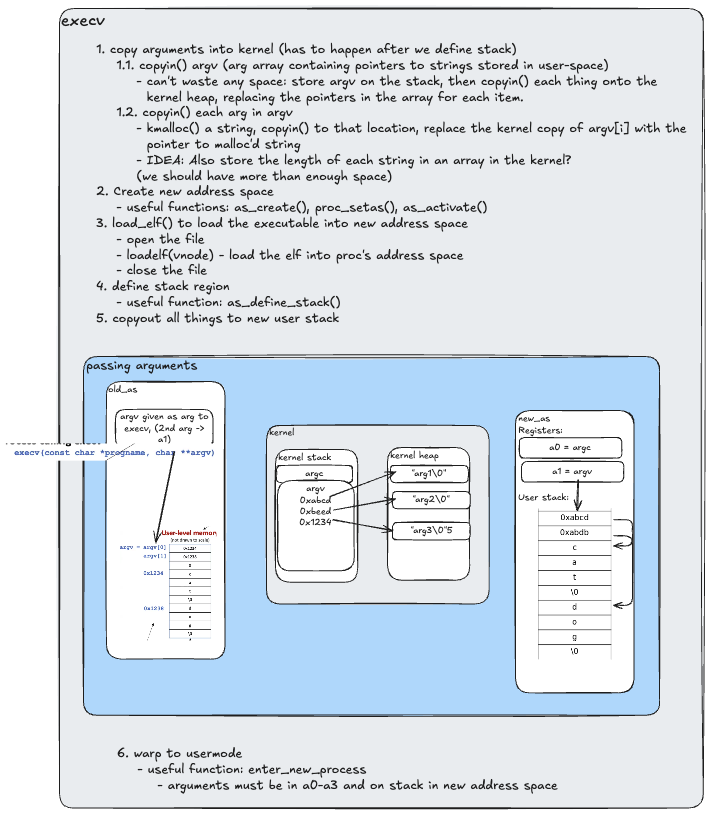 execv
1. copy arguments into kernel (has to happen after we define stack)
1.1. copyin() argv (arg array containing pointers to strings stored in user-space)
- can't waste any space: store argv on the stack, then copyin() each thing onto the
kernel heap, replacing the pointers in the array for each item.
1.2. copyin() each arg in argv
- kmalloc() a string, copyin() to that location, replace the kernel copy of argv[i] with the
pointer to malloc'd string
- IDEA: Also store the length of each string in an array in the kernel?
(we should have more than enough space)
2. Create new address space
- useful functions: as_create(), proc_setas(), as_activate()
3. load_elf() to load the executable into new address space
- open the file
- loadelf(vnode) - load the elf into proc's address space
- close the file
4. define stack region
- useful function: as_define_stack()
5. copyout all things to new user stack
passing arguments
old_as
argv given as arg to
execv, (2nd arg ->
a1)
execv(const char *progname, char **argv)
User-level memory
(not drawn to scale)
argv = argv[0]
0x1234
argv[1]
0x1238
0x1234
0x1238
\0
kernel
kernel stack
argc
argv
0xabcd
0xbeed
0x1234
kernel heap
"arg1\0"
"arg2\0"
"arg3\0"5
new_as
Registers:
a0 = argc
a1 = argv
User stack:
0xabcd
0xabdb
c
a
t
\0
d
o
g
\0
6. warp to usermode
- useful function: enter_new_process
- arguments must be in a0-a3 and on stack in new address space